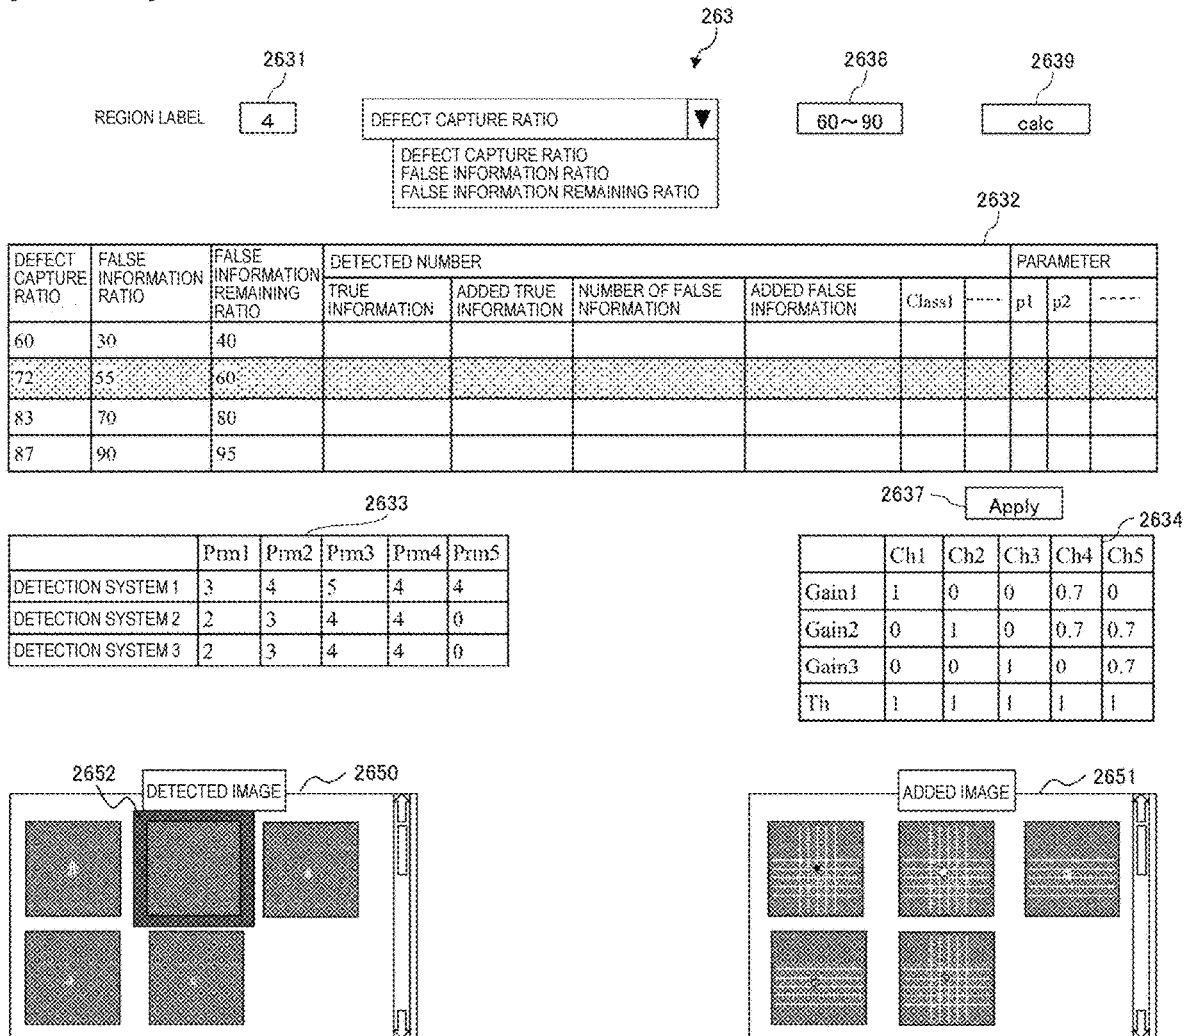 263
2631
2638
2639
REGION LABEL 4 DEFECT CAPTURE RATIO ▼ 60~90 calc
DEFECT CAPTURE RATIO
FALSE INFORMATION RATIO
FALSE INFORMATION REMAINING RATIO
2632
DEFECT CAPTURE RATIO FALSE INFORMATION RATIO FALSE INFORMATION REMAINING RATIO DETECTED NUMBER PARAMETER
TRUE INFORMATION ADDED TRUE INFORMATION NUMBER OF FALSE NFORMATION ADDED FALSE INFORMATION Class1 ----- p1 p2 -----
60 30 40
72 55 60
83 70 80
87 90 95
2633
2637 Apply
2634
Prm1 Prm2 Prm3 Prm4 Prm5
DETECTION SYSTEM 1 3 4 5 4 4
DETECTION SYSTEM 2 2 3 4 4 0
DETECTION SYSTEM 3 2 3 4 4 0
Ch1 Ch2 Ch3 Ch4 Ch5
Gain1 1 0 0 0.7 0
Gain2 0 1 0 0.7 0.7
Gain3 0 0 1 0 0.7
Th 1 1 1 1 1
2652 DETECTED IMAGE 2650
ADDED IMAGE 2651